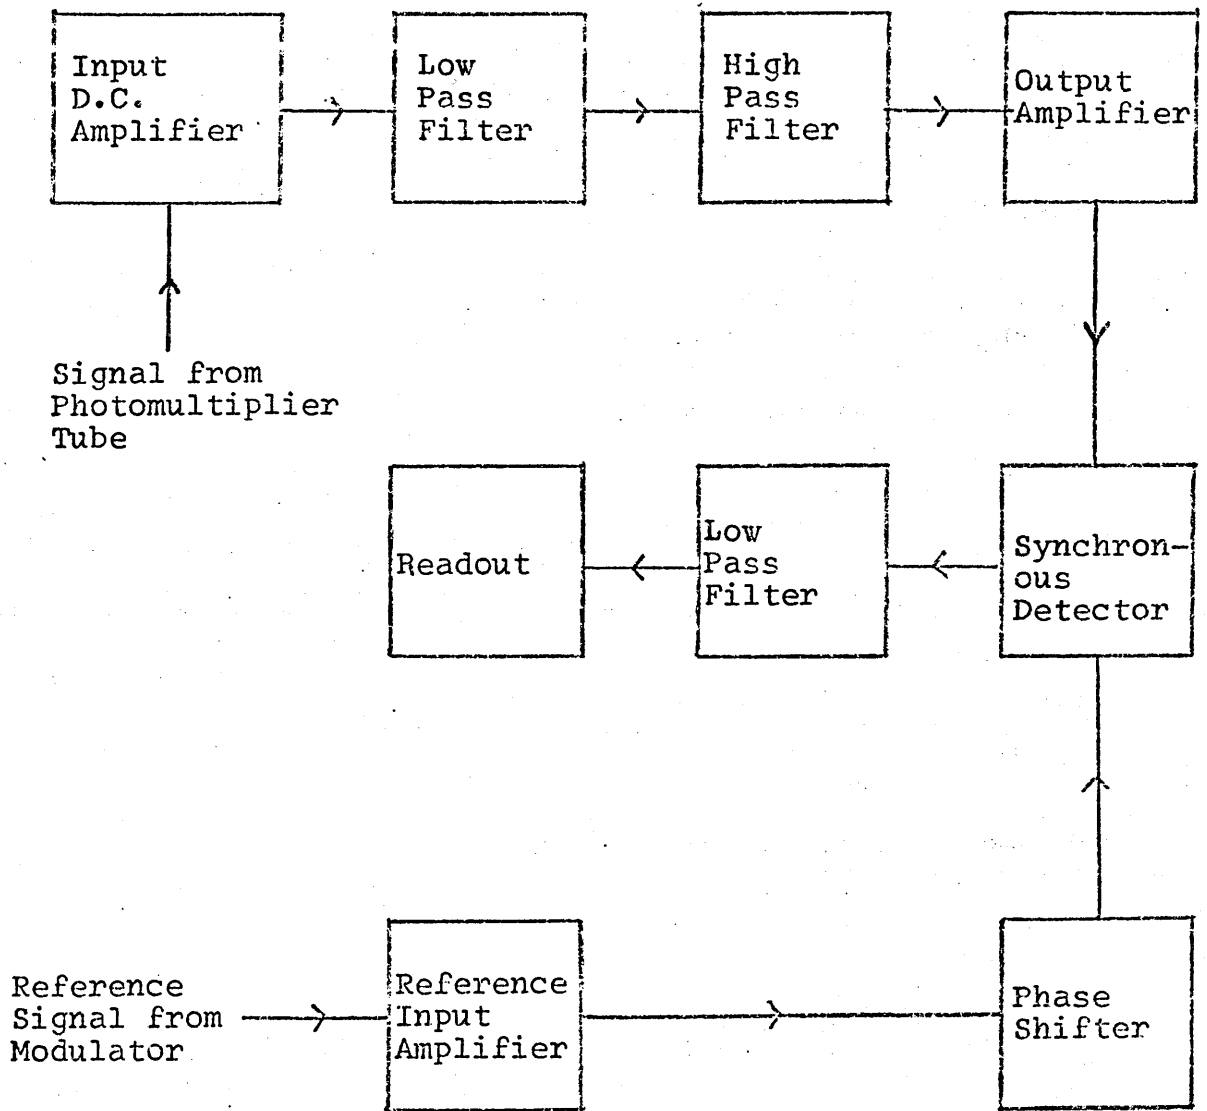 Input
D.C.
Amplifier
Low
Pass
Filter
High
Pass
Filter
Output
Amplifier
Signal from
Photomultiplier
Tube
Readout
Low
Pass
Filter
Synchron-
ous
Detector
Reference
Signal from
Modulator
Reference
Input
Amplifier
Phase
Shifter